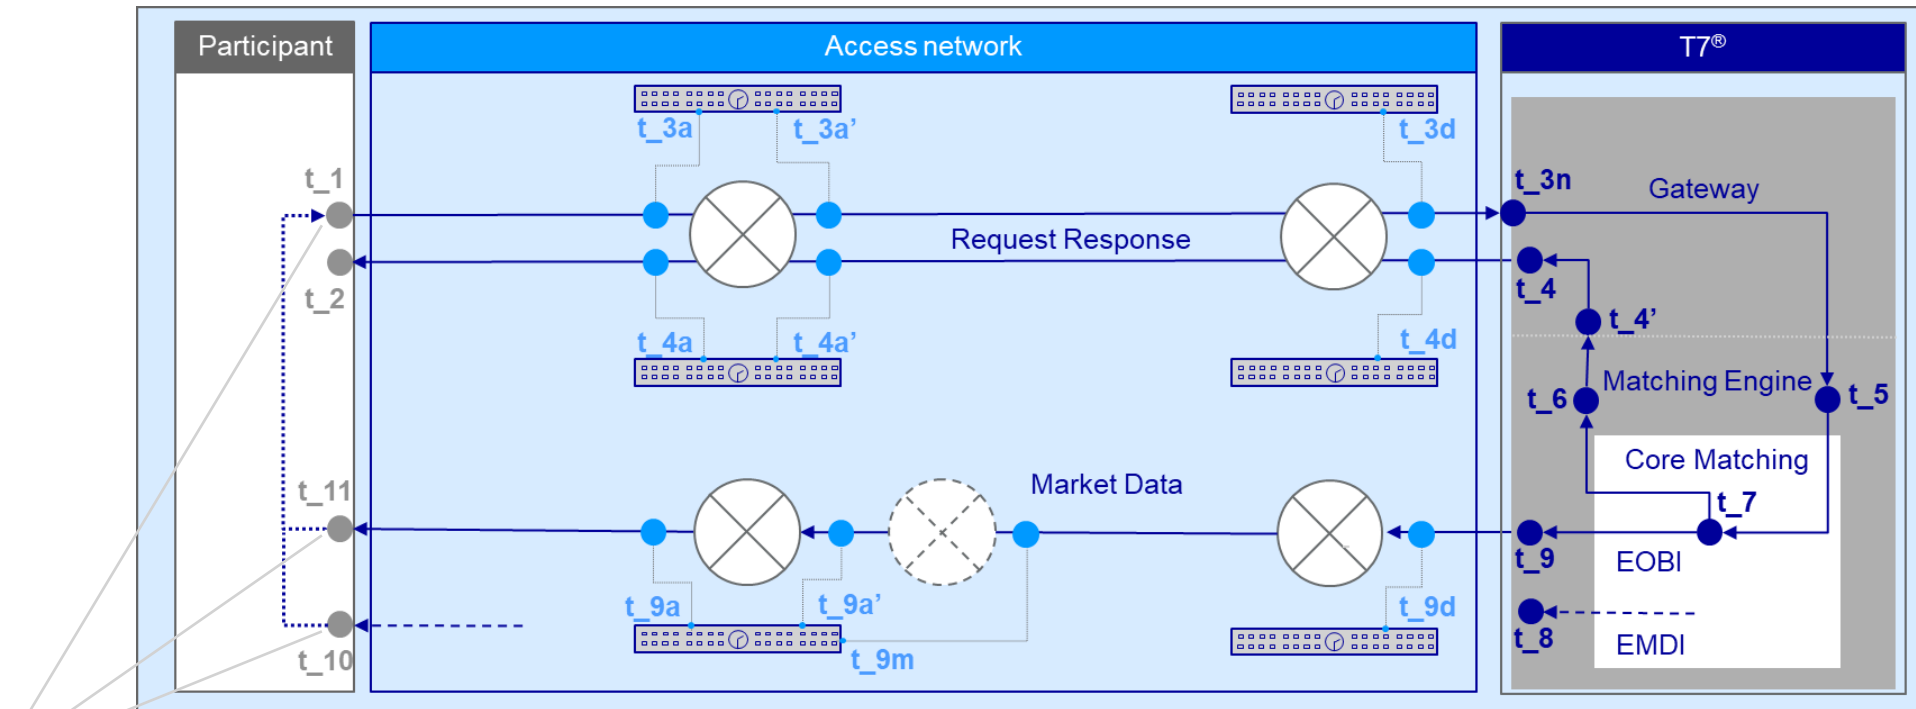 Participant
Access network
T7®
t_3a
t_3a’
t_3d
t_1
t_3n
Gateway
Request Response
t_2
t_4
t_4’
t_4a
t_4a’
t_4d
Matching Engine
t_6
t_5
Core Matching
t_11
Market Data
t_7
t_9
EOBI
t_9a
t_9a’
t_9d
t_10
t_9m
t_8
EMDI